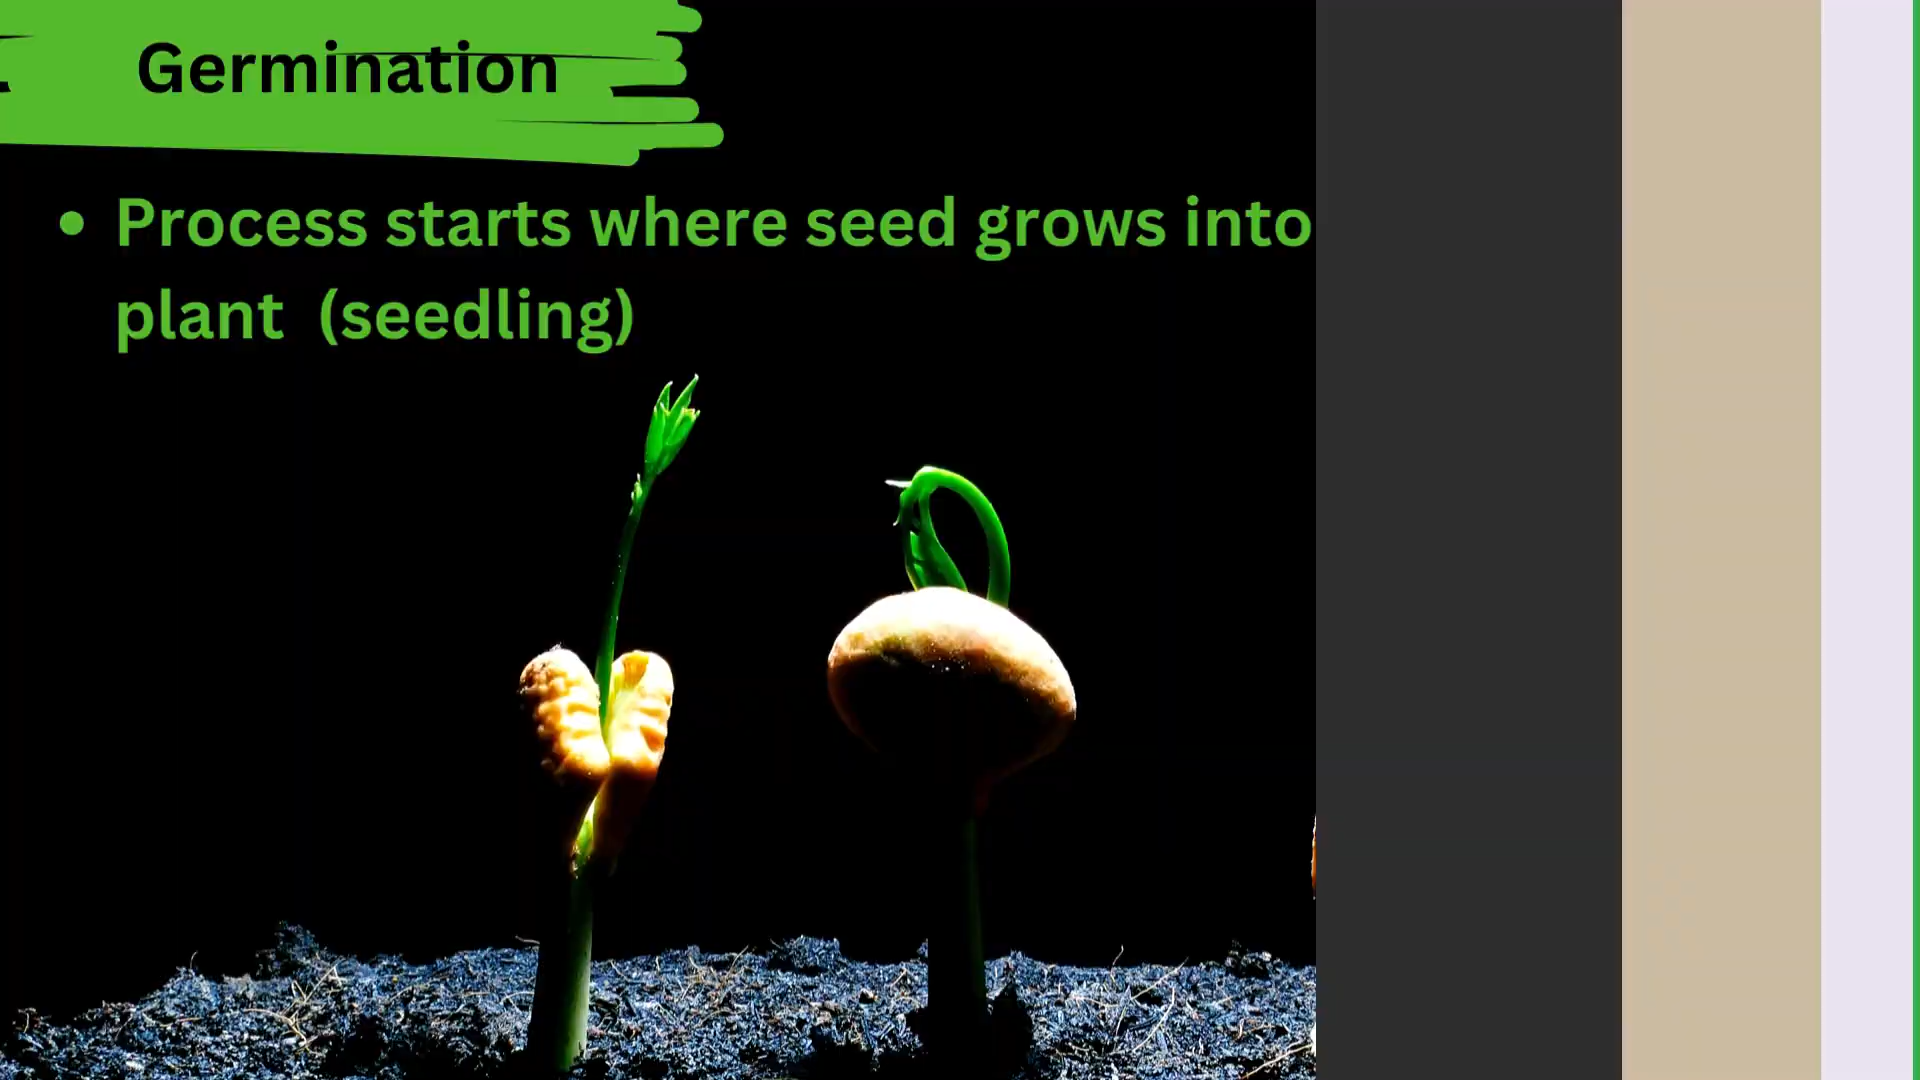 Germination
• Process starts where seed grows into
plant (seedling)